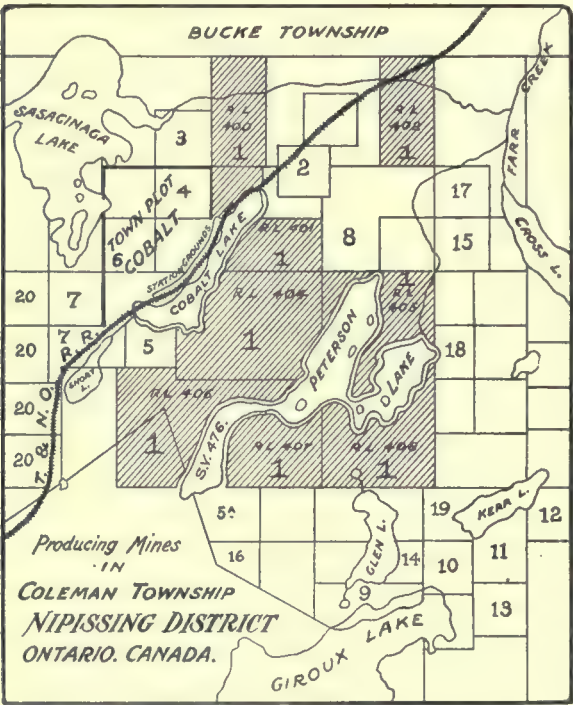 BUCKE TOWNSHIP
SASAGINAGA
LAKE
3
R L
400
1
2
R L
402
1
FARR
CREEK
TOWN PLOT
4
6
COBALT
STATION GROUNDS
COBALT LAKE
R L 401
1
8
17
15
CROSS L.
20
7
R L 404
1
PETERSON
LAKE
1
R L
405
20
7
R. R.
5
SHORT
L.
18
20
T. & N. O.
R L 406
1
S.V. 476.
R L 407
1
R L 408
1
20
5A
19
KERR L.
12
GLEN L.
16
14
10
11
9
13
GIROUX LAKE
Producing Mines
IN
COLEMAN TOWNSHIP
NIPISSING DISTRICT
ONTARIO. CANADA.